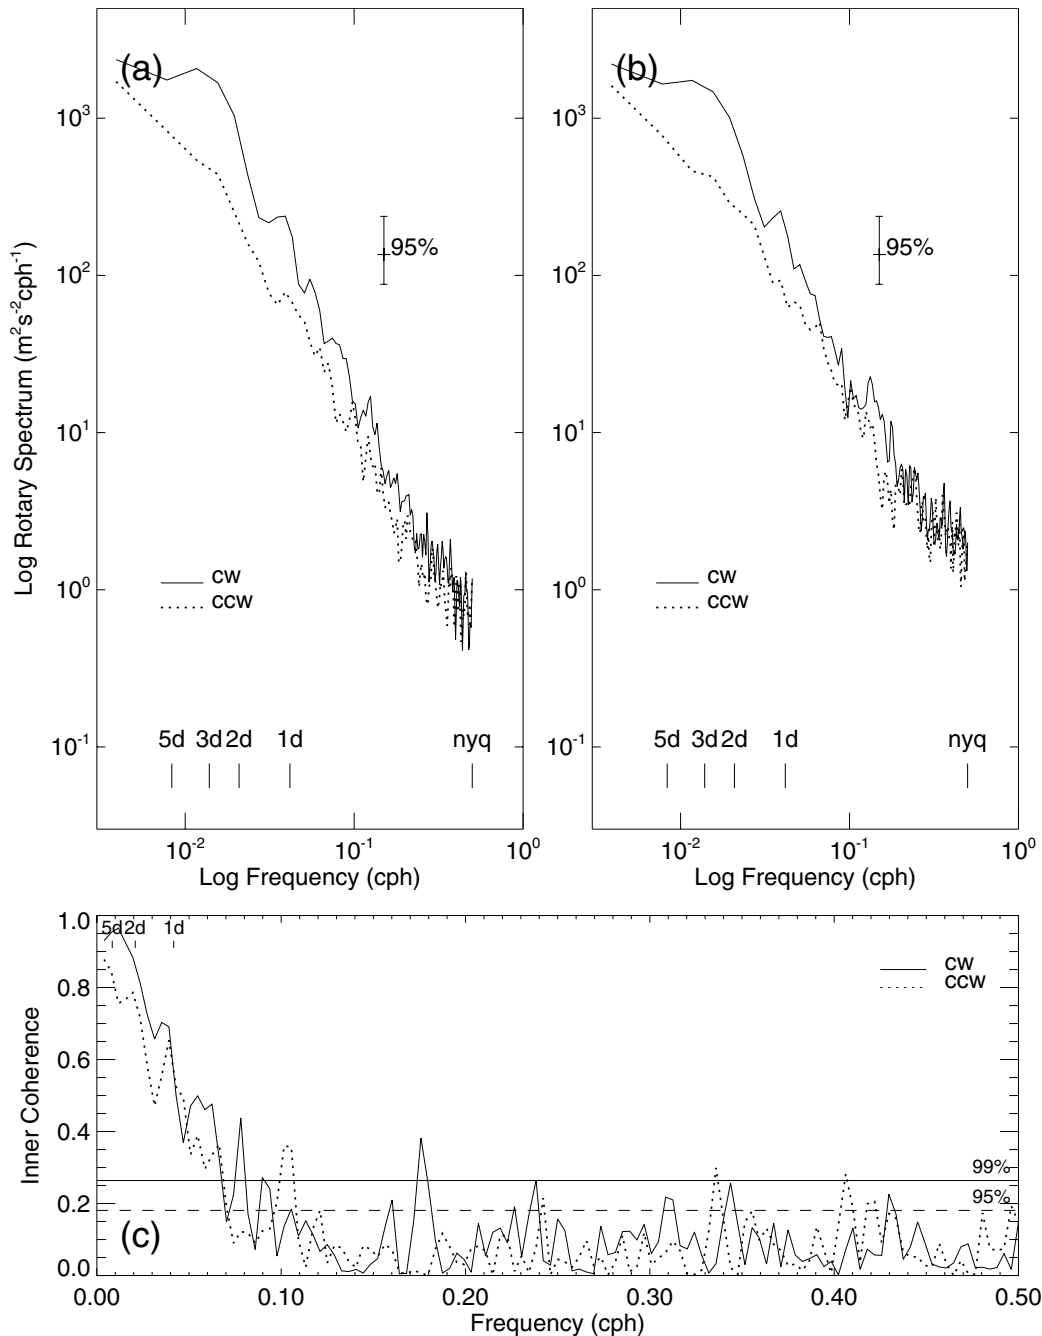 (a)
10³
10²
10¹
10⁰
10⁻¹
Log Rotary Spectrum (m²s⁻²cph⁻¹)
95%
cw
ccw
5d 3d 2d 1d nyq
10⁻² 10⁻¹ 10⁰
Log Frequency (cph)
(b)
10³
10²
10¹
10⁰
10⁻¹
95%
cw
ccw
5d 3d 2d 1d nyq
10⁻² 10⁻¹ 10⁰
Log Frequency (cph)
1.0
0.8
0.6
0.4
0.2
0.0
Inner Coherence
5d 2d 1d
cw
ccw
99%
95%
(c)
0.00 0.10 0.20 0.30 0.40 0.50
Frequency (cph)